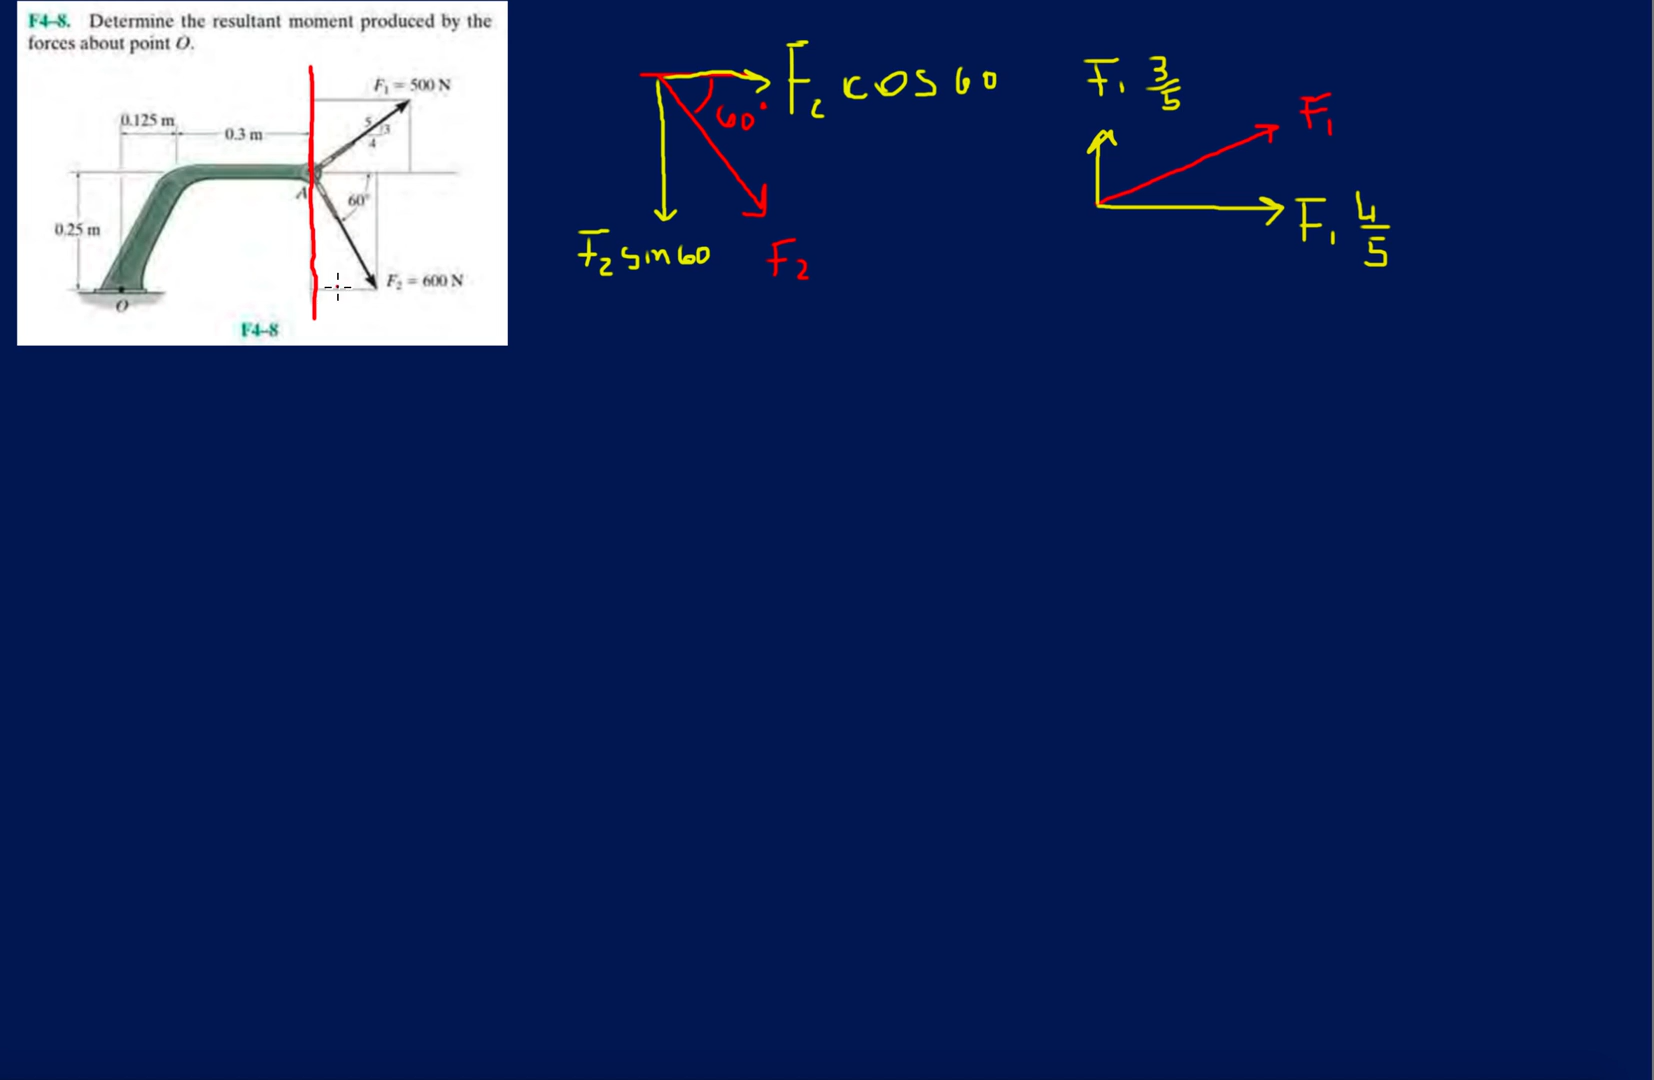 F4–8. Determine the resultant moment produced by the
forces about point O.
F₁ = 500 N
0.125 m
0.3 m
5
3
4
A
60°
0.25 m
F₂ = 600 N
O
F4–8
F₂ cos 60
60°
F₂ sin 60
F₂
F₁ 3/5
F₁
F₁ 4/5